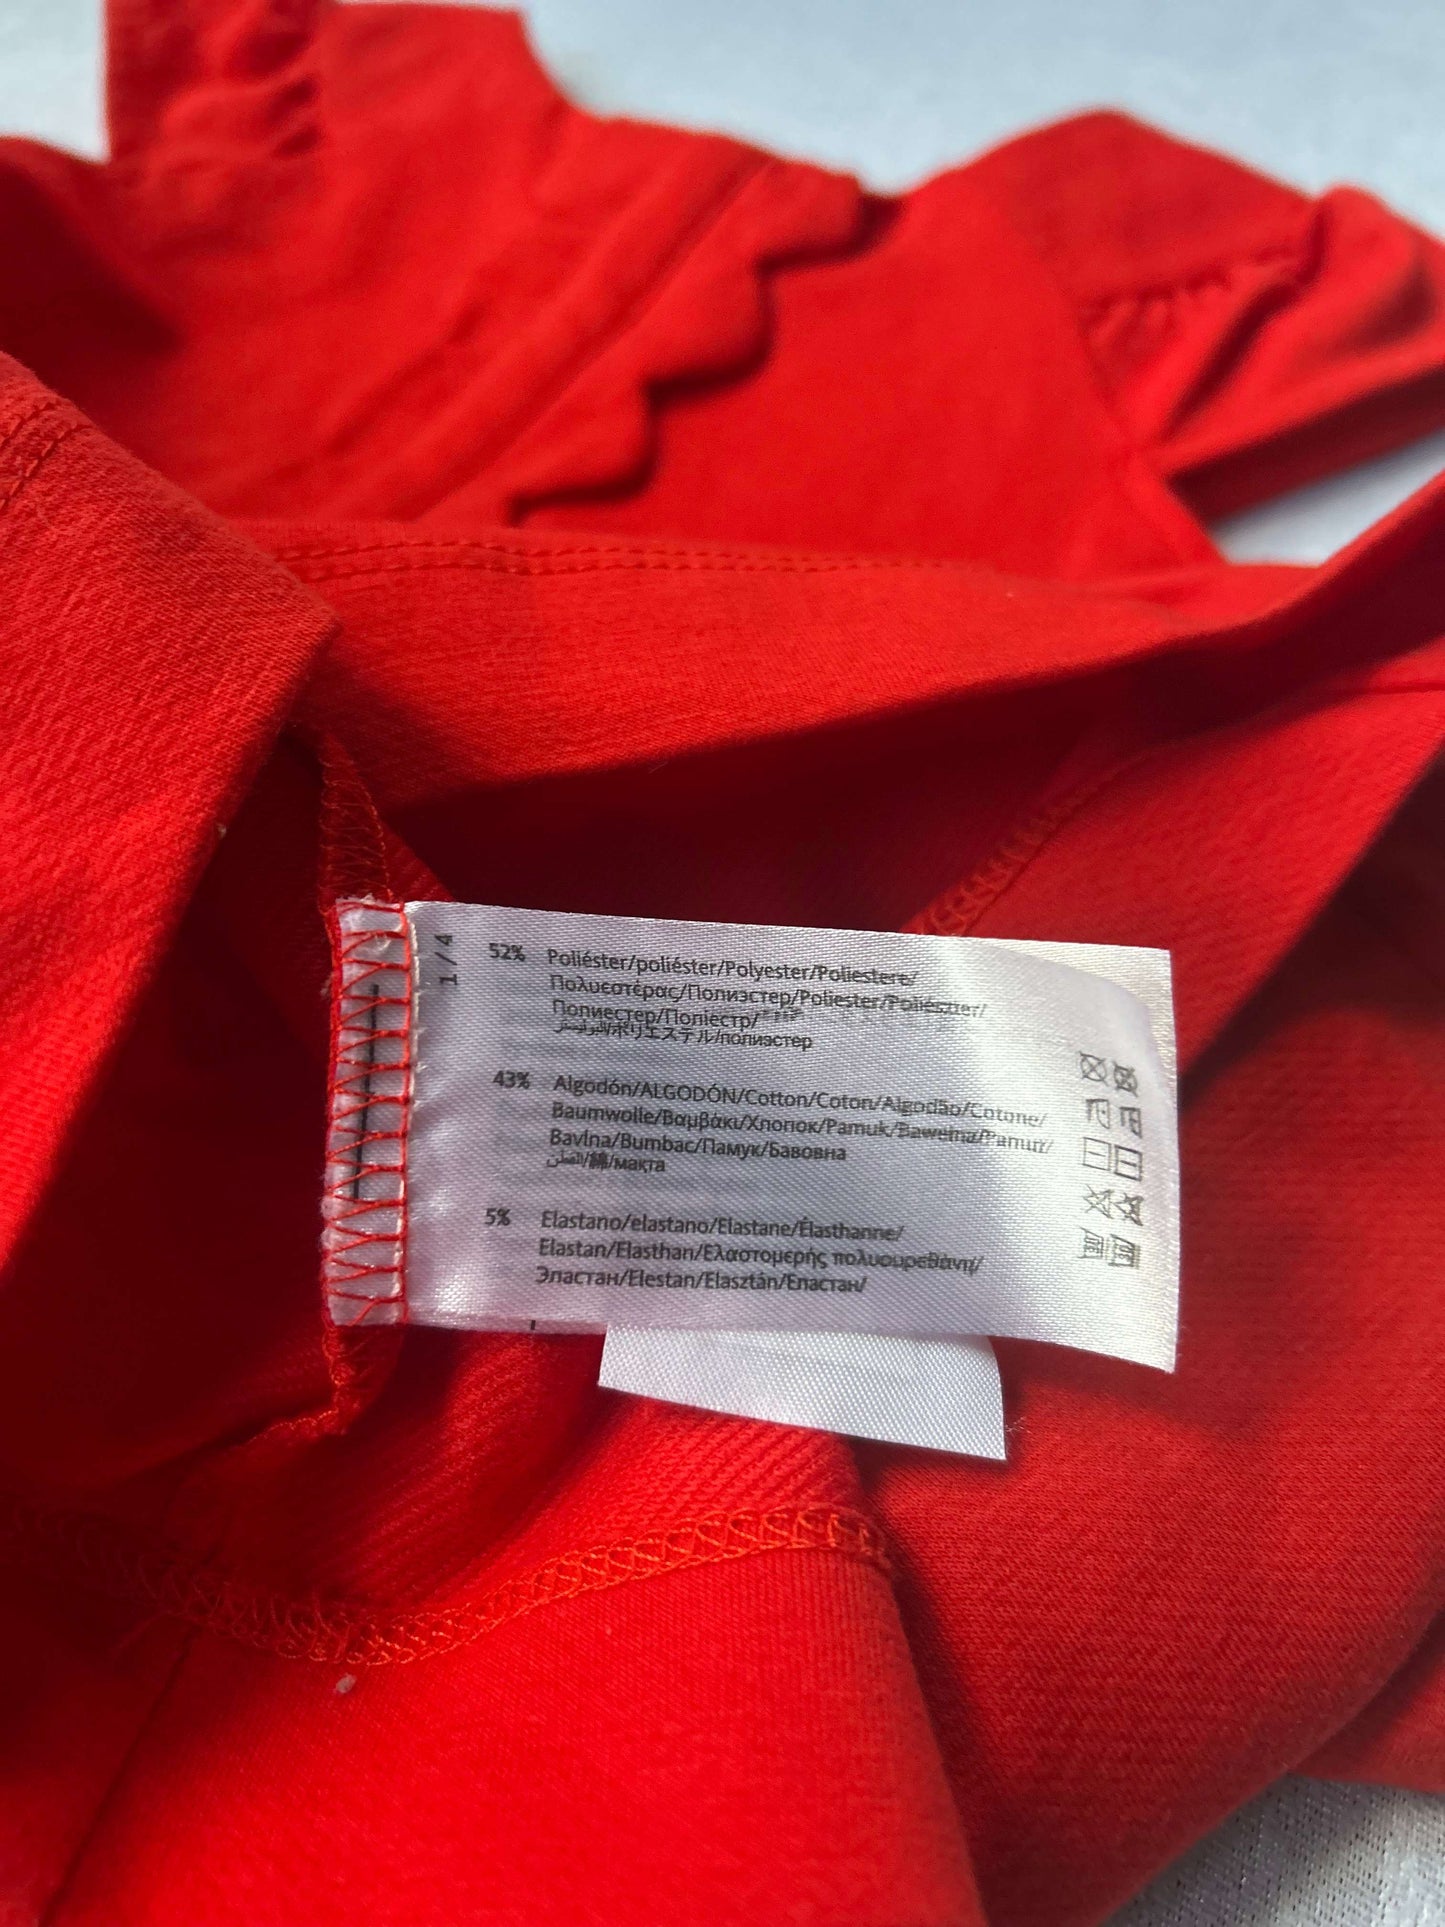 1 / 4
52% Poliéster/poliéster/Polyester/Poliestere/
Πολυεστέρας/Полиэстер/Poliester/Poliészter/
Полиестер/Поліестр/
ポリエステル/полиэстер
43% Algodón/ALGODÓN/Cotton/Coton/Algodão/Cotone/
Baumwolle/Βαμβάκι/Хлопок/Pamuk/Bawełna/Pamut/
Bavlna/Bumbac/Памук/Бавовна
القطن/綿/мақта
5% Elastano/elastano/Elastane/Élasthanne/
Elastan/Elasthan/Ελαστομερής πολυουρεθάνη/
Эластан/Elestan/Elasztán/Еластан/